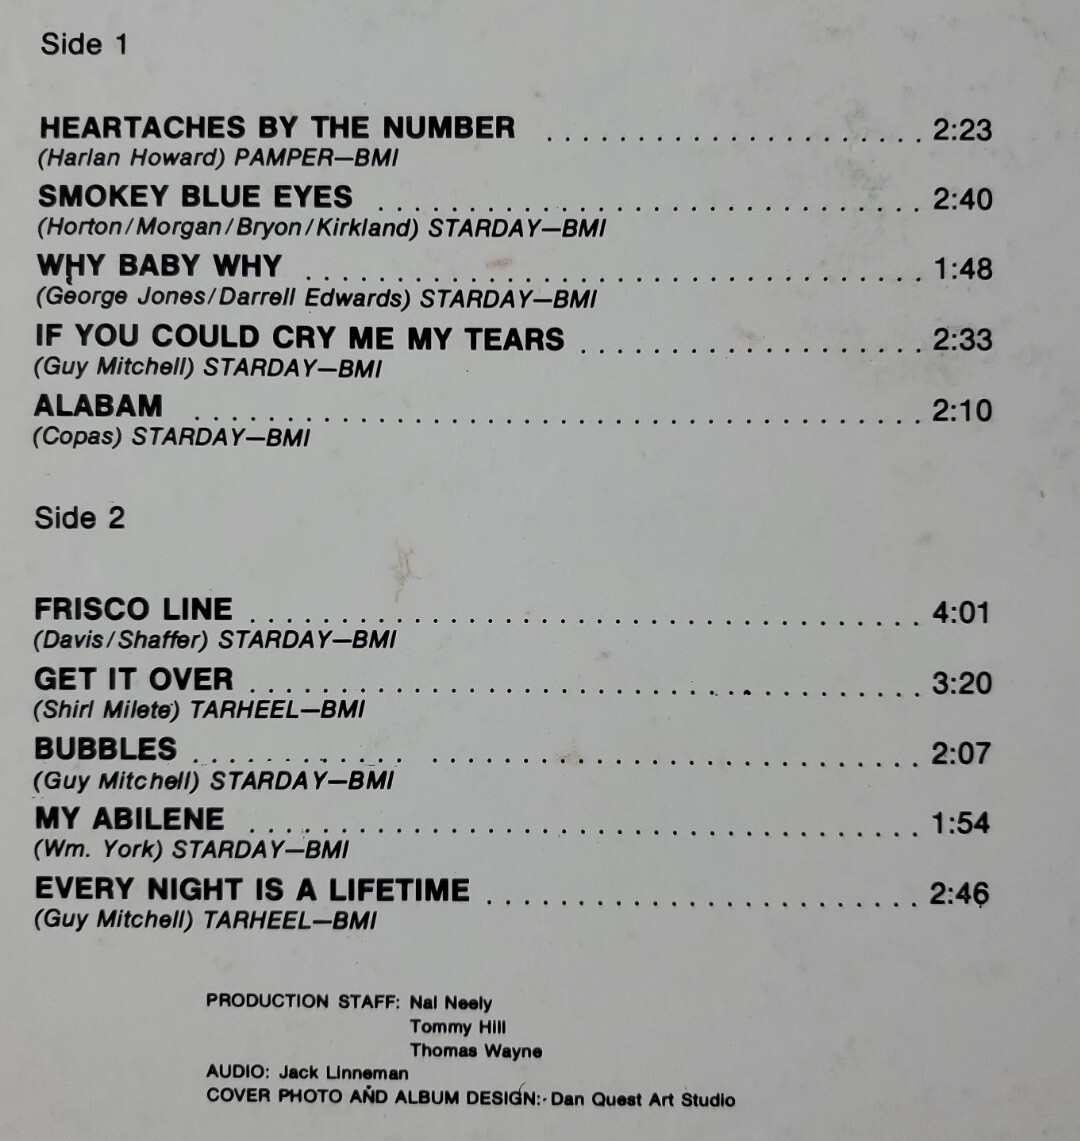 Side 1
HEARTACHES BY THE NUMBER . . . . . . . . . . . . . . . . . . . . . 2:23
(Harlan Howard) PAMPER—BMI
SMOKEY BLUE EYES . . . . . . . . . . . . . . . . . . . . . . . . . . . . . . 2:40
(Horton/Morgan/Bryon/Kirkland) STARDAY—BMI
WHY BABY WHY . . . . . . . . . . . . . . . . . . . . . . . . . . . . . . . . . . 1:48
(George Jones/Darrell Edwards) STARDAY—BMI
IF YOU COULD CRY ME MY TEARS . . . . . . . . . . . . . . . . . . . 2:33
(Guy Mitchell) STARDAY—BMI
ALABAM . . . . . . . . . . . . . . . . . . . . . . . . . . . . . . . . . . . . . . . . 2:10
(Copas) STARDAY—BMI
Side 2
FRISCO LINE . . . . . . . . . . . . . . . . . . . . . . . . . . . . . . . . . . . . . 4:01
(Davis/Shaffer) STARDAY—BMI
GET IT OVER . . . . . . . . . . . . . . . . . . . . . . . . . . . . . . . . . . . . . 3:20
(Shirl Milete) TARHEEL—BMI
BUBBLES . . . . . . . . . . . . . . . . . . . . . . . . . . . . . . . . . . . . . . . 2:07
(Guy Mitchell) STARDAY—BMI
MY ABILENE . . . . . . . . . . . . . . . . . . . . . . . . . . . . . . . . . . . . . 1:54
(Wm. York) STARDAY—BMI
EVERY NIGHT IS A LIFETIME . . . . . . . . . . . . . . . . . . . . . . . . 2:46
(Guy Mitchell) TARHEEL—BMI
PRODUCTION STAFF: Nal Neely
Tommy Hill
Thomas Wayne
AUDIO: Jack Linneman
COVER PHOTO AND ALBUM DESIGN: Dan Quest Art Studio